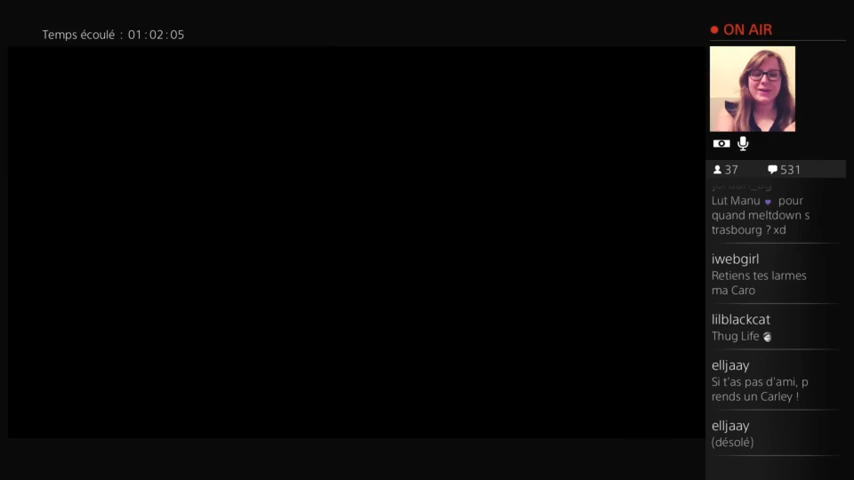 Temps écoulé : 01:02:05
ON AIR
37 531
Lut Manu pour
quand meltdown s
trasbourg ? xd
iwebgirl
Retiens tes larmes
ma Caro
lilblackcat
Thug Life
elljaay
Si t'as pas d'ami, p
rends un Carley !
elljaay
(désolé)